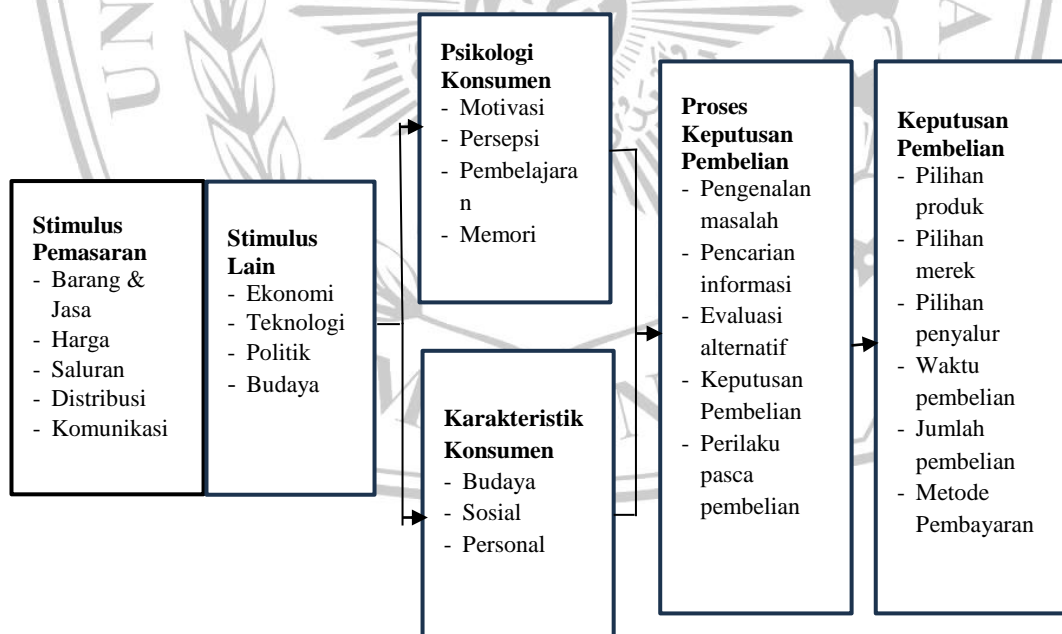 Stimulus
Pemasaran
- Barang &
Jasa
- Harga
- Saluran
- Distribusi
- Komunikasi
Stimulus
Lain
- Ekonomi
- Teknologi
- Politik
- Budaya
Psikologi
Konsumen
- Motivasi
- Persepsi
- Pembelajara
n
- Memori
Karakteristik
Konsumen
- Budaya
- Sosial
- Personal
Proses
Keputusan
Pembelian
- Pengenalan
masalah
- Pencarian
informasi
- Evaluasi
alternatif
- Keputusan
Pembelian
- Perilaku
pasca
pembelian
Keputusan
Pembelian
- Pilihan
produk
- Pilihan
merek
- Pilihan
penyalur
- Waktu
pembelian
- Jumlah
pembelian
- Metode
Pembayaran